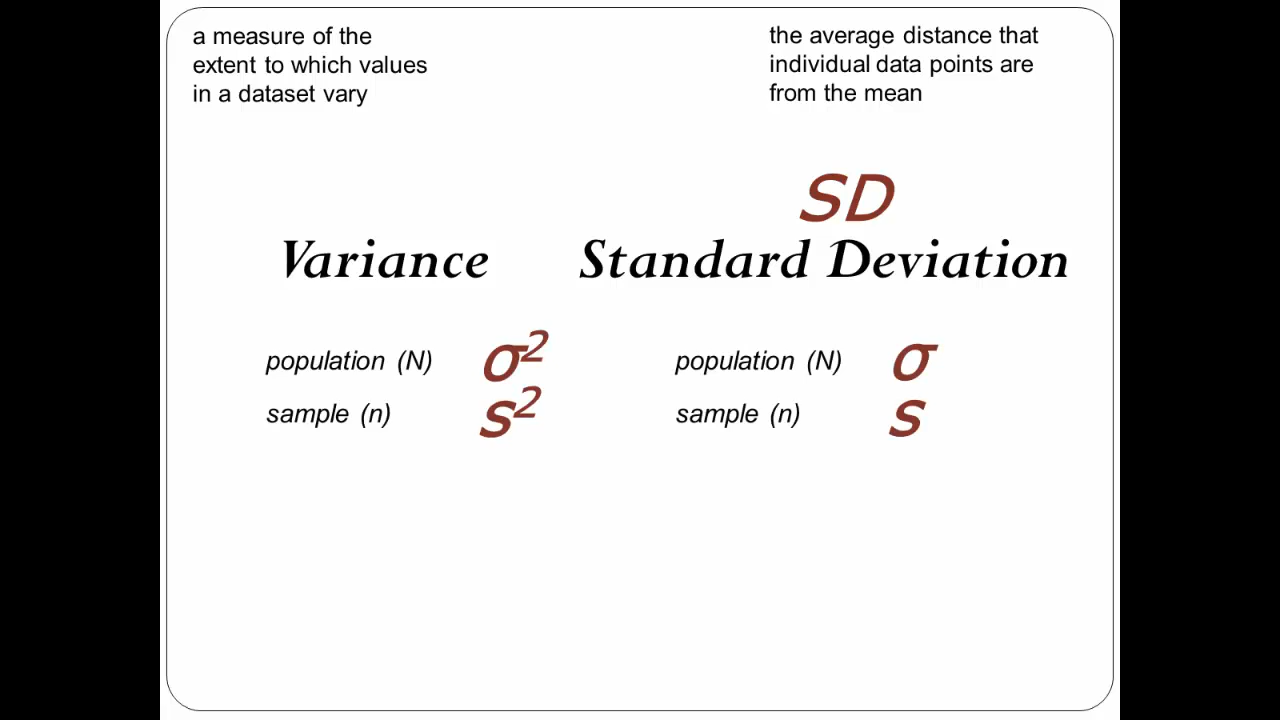 a measure of the
extent to which values
in a dataset vary
the average distance that
individual data points are
from the mean
SD
Variance
Standard Deviation
population (N) σ²
sample (n) s²
population (N) σ
sample (n) s